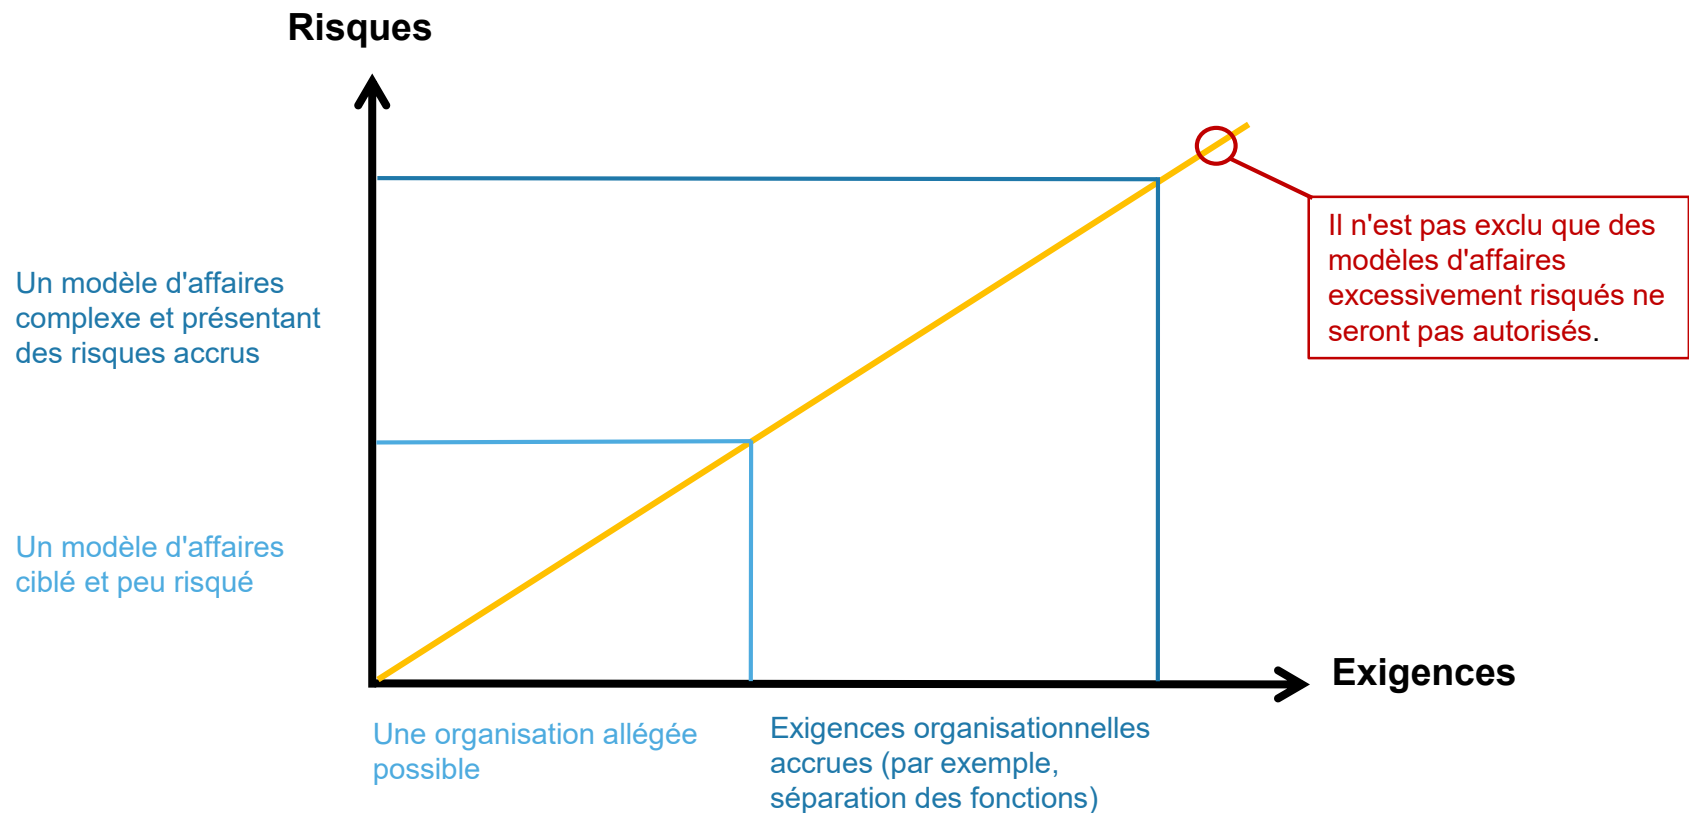 Risques
Il n'est pas exclu que des
modèles d'affaires
excessivement risqués ne
seront pas autorisés.
Un modèle d'affaires
complexe et présentant
des risques accrus
Un modèle d'affaires
ciblé et peu risqué
Exigences
Une organisation allégée
possible
Exigences organisationnelles
accrues (par exemple,
séparation des fonctions)